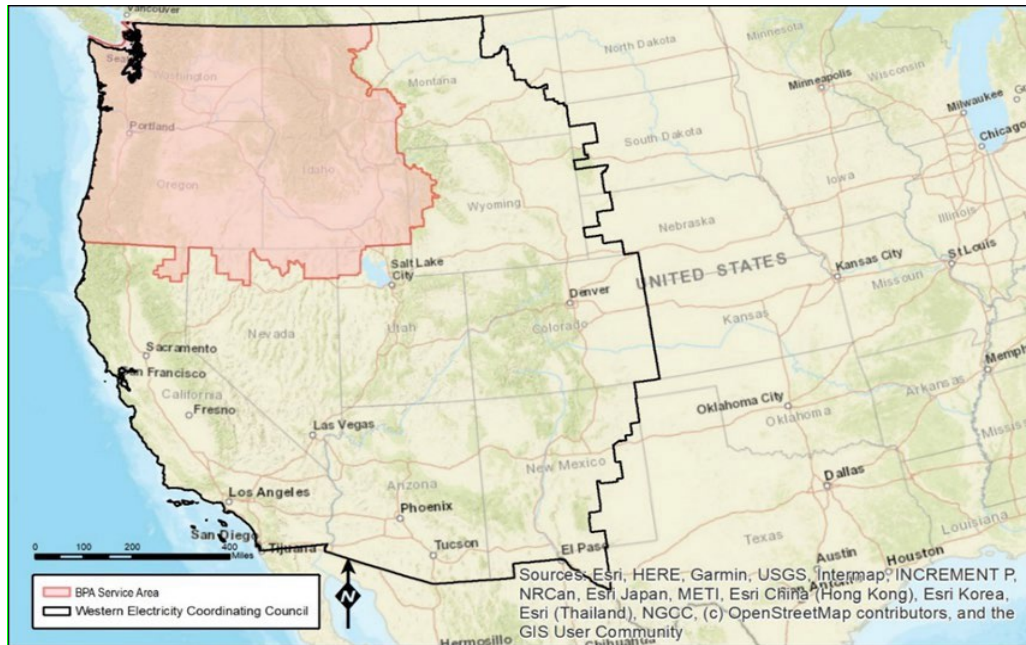 Vancouver
North Dakota
Minnesota
Washington
Montana
Minneapolis
Wisconsin
Portland
South Dakota
Milwaukee
Chicago
Oregon
Idaho
Wyoming
Iowa
Nebraska
Illinois
Salt Lake
City
UNITED STATES
Kansas City
St Louis
Missouri
Denver
Nevada
Utah
Colorado
Kansas
Sacramento
San Francisco
California
Fresno
Las Vegas
Oklahoma City
Oklahoma
Arkansas
New Mexico
Arizona
Los Angeles
Phoenix
Dallas
San Diego
Tijuana
Tucson
El Paso
Texas
Louisiana
Austin
Houston
0 200 400
Miles
N
BPA Service Area
Western Electricity Coordinating Council
Hermosillo
Sources: Esri, HERE, Garmin, USGS, Intermap, INCREMENT P,
NRCan, Esri Japan, METI, Esri China (Hong Kong), Esri Korea,
Esri (Thailand), NGCC, (c) OpenStreetMap contributors, and the
GIS User Community